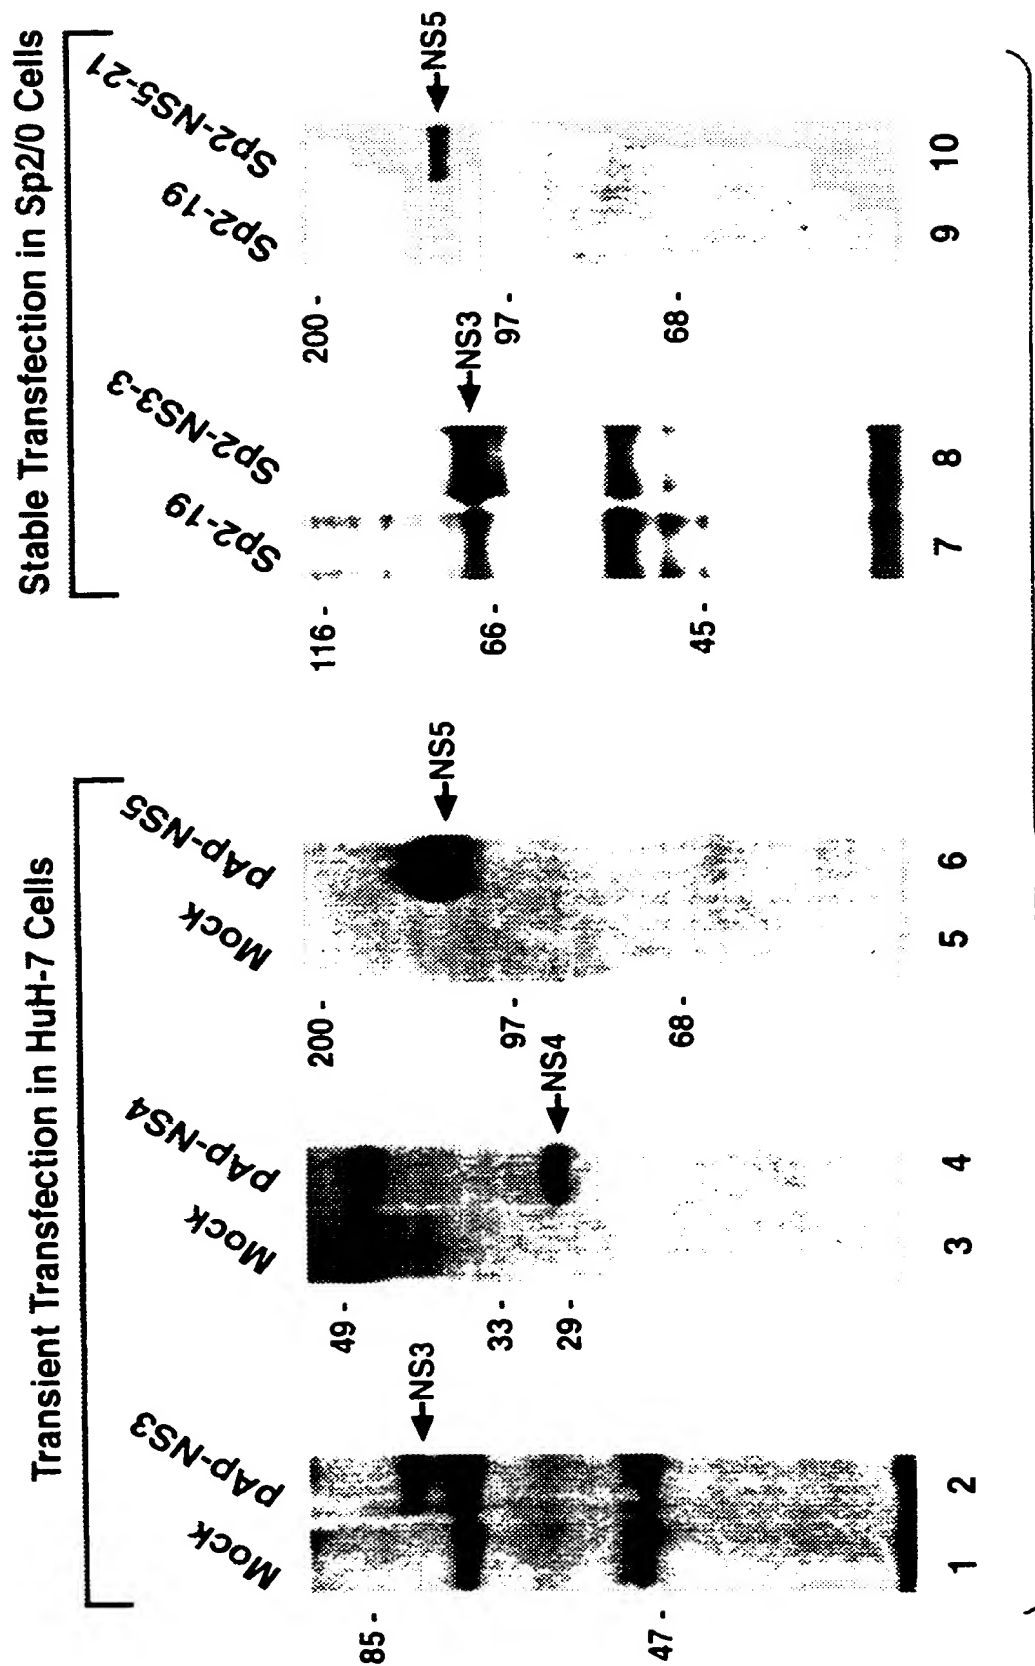 Transient Transfection in HuH-7 Cells
Mock
pAp-NS3
85 -
47 -
NS3
1
2
Mock
pAp-NS4
49 -
33 -
29 -
NS4
3
4
Mock
pAp-NS5
200 -
97 -
68 -
NS5
5
6
Stable Transfection in Sp2/0 Cells
Sp2-19
Sp2-NS3-3
116 -
66 -
45 -
NS3
7
8
Sp2-19
Sp2-NS5-21
200 -
97 -
68 -
NS5
9
10